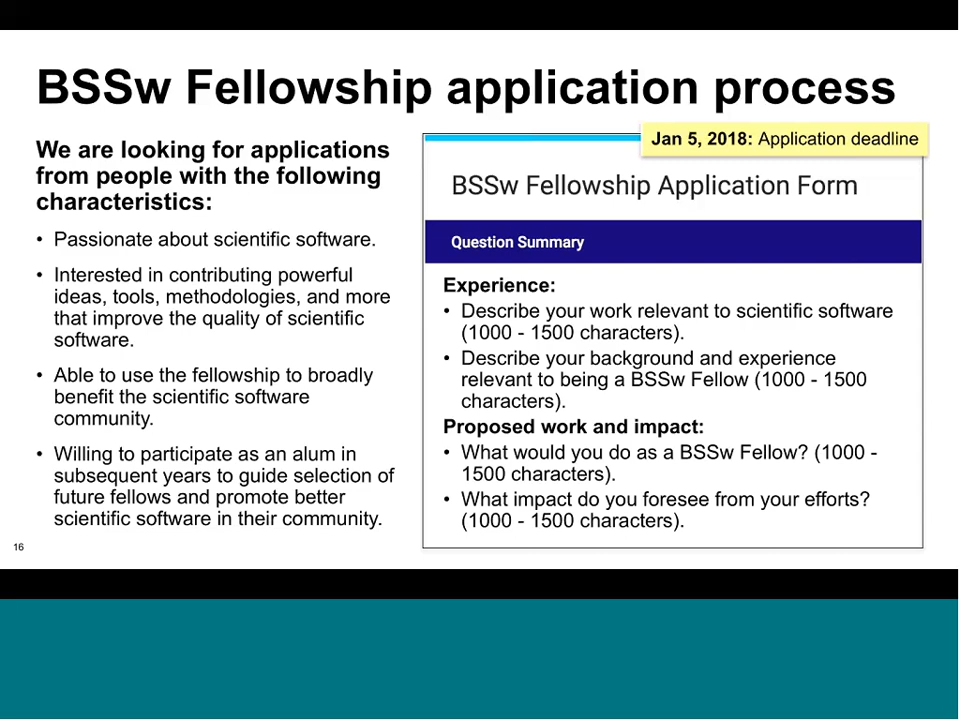 BSSw Fellowship application process
We are looking for applications
from people with the following
characteristics:
• Passionate about scientific software.
• Interested in contributing powerful
ideas, tools, methodologies, and more
that improve the quality of scientific
software.
• Able to use the fellowship to broadly
benefit the scientific software
community.
• Willing to participate as an alum in
subsequent years to guide selection of
future fellows and promote better
scientific software in their community.
Jan 5, 2018: Application deadline
BSSw Fellowship Application Form
Question Summary
Experience:
• Describe your work relevant to scientific software
(1000 - 1500 characters).
• Describe your background and experience
relevant to being a BSSw Fellow (1000 - 1500
characters).
Proposed work and impact:
• What would you do as a BSSw Fellow? (1000 -
1500 characters).
• What impact do you foresee from your efforts?
(1000 - 1500 characters).
16